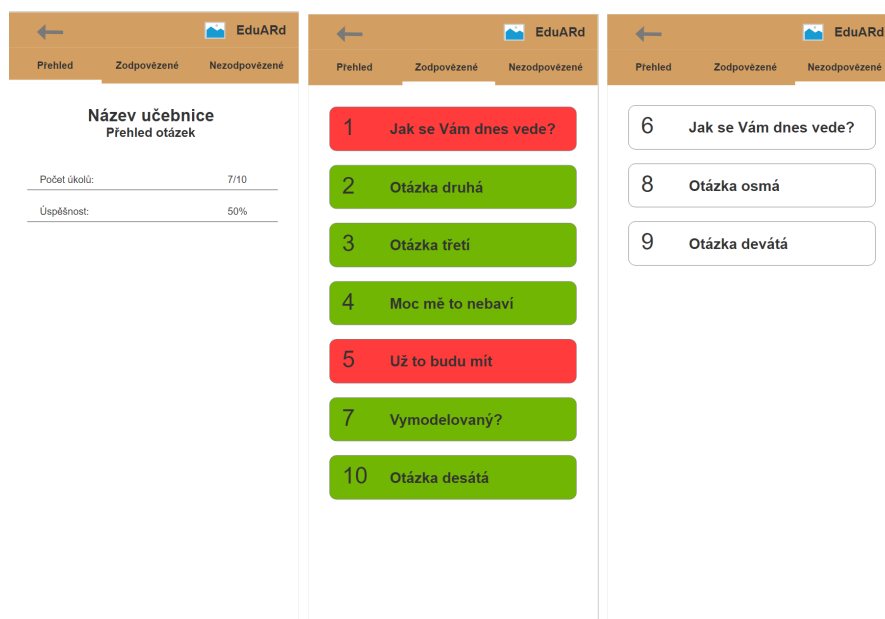 EduARd
Přehled Zodpovězené Nezodpovězené
Název učebnice
Přehled otázek
Počet úkolů: 7/10
Úspěšnost: 50%
EduARd
Přehled Zodpovězené Nezodpovězené
1 Jak se Vám dnes vede?
2 Otázka druhá
3 Otázka třetí
4 Moc mě to nebaví
5 Už to budu mít
7 Vymodelovaný?
10 Otázka desátá
EduARd
Přehled Zodpovězené Nezodpovězené
6 Jak se Vám dnes vede?
8 Otázka osmá
9 Otázka devátá